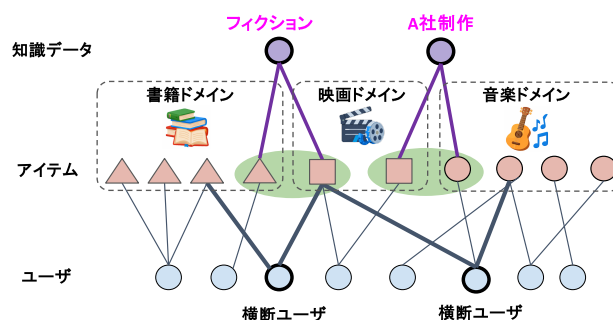 フィクション
A社制作
知識データ
書籍ドメイン
映画ドメイン
音楽ドメイン
アイテム
ユーザ
横断ユーザ
横断ユーザ